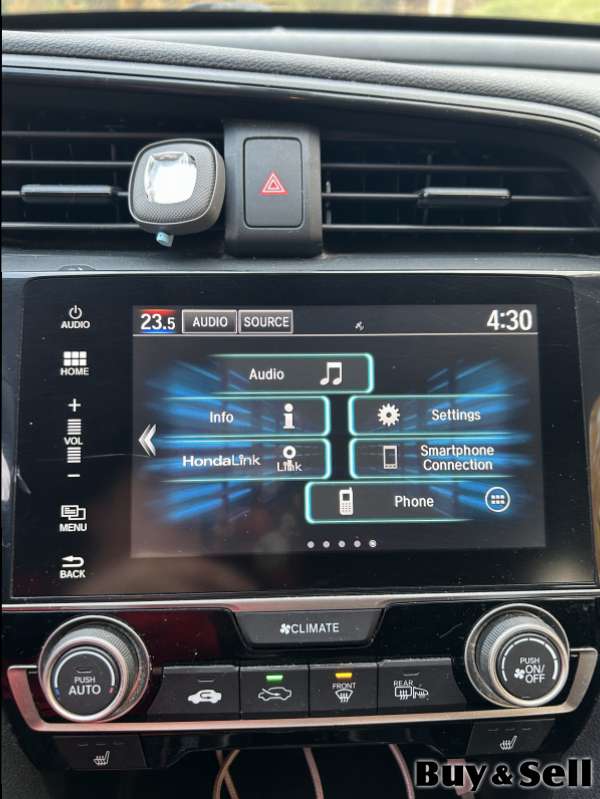 AUDIO
HOME
+
VOL
−
MENU
BACK
23.5 AUDIO SOURCE 4:30
Audio
Info
Settings
HondaLink Link
Smartphone
Connection
Phone
CLIMATE
PUSH
AUTO
FRONT
REAR
PUSH
ON/
OFF
Buy & Sell